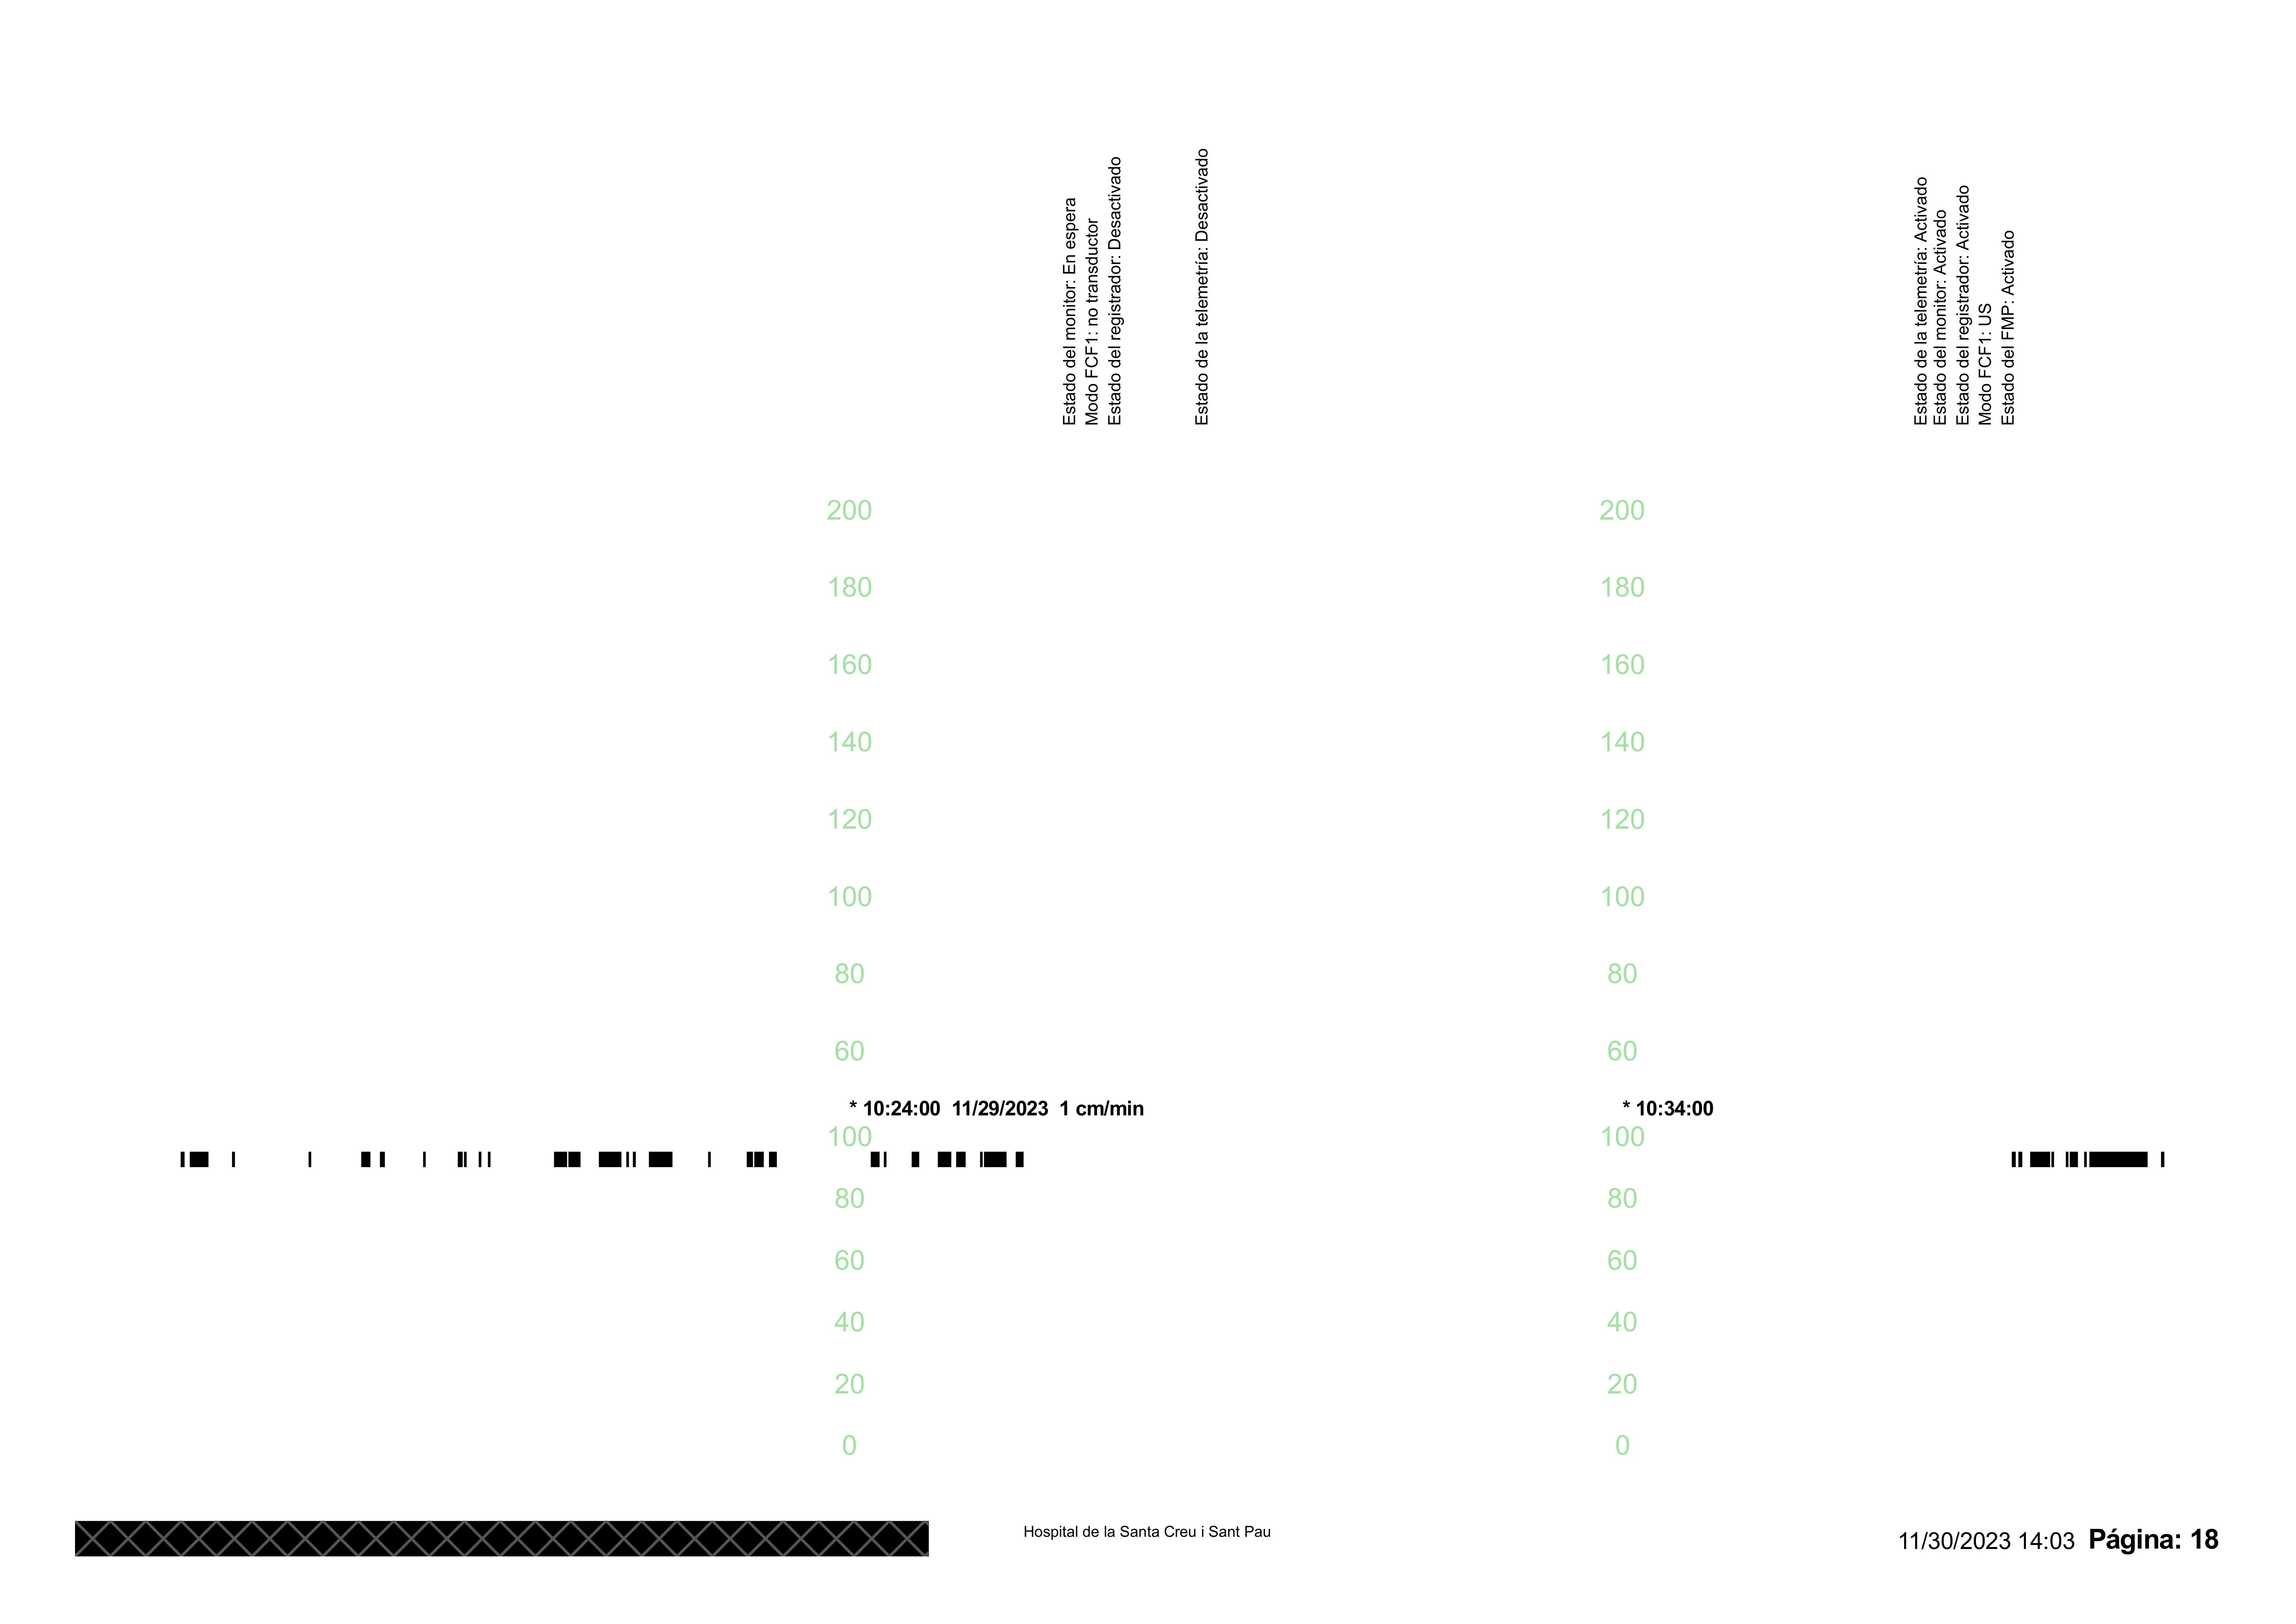 Estado del monitor: En espera
Modo FCF1: no transductor
Estado del registrador: Desactivado
Estado de la telemetría: Desactivado
Estado de la telemetría: Activado
Estado del monitor: Activado
Estado del registrador: Activado
Modo FCF1: US
Estado del FMP: Activado
200 200
180 180
160 160
140 140
120 120
100 100
80 80
60 60
* 10:24:00 11/29/2023 1 cm/min * 10:34:00
100 100
80 80
60 60
40 40
20 20
0 0
Hospital de la Santa Creu i Sant Pau
11/30/2023 14:03 Página: 18